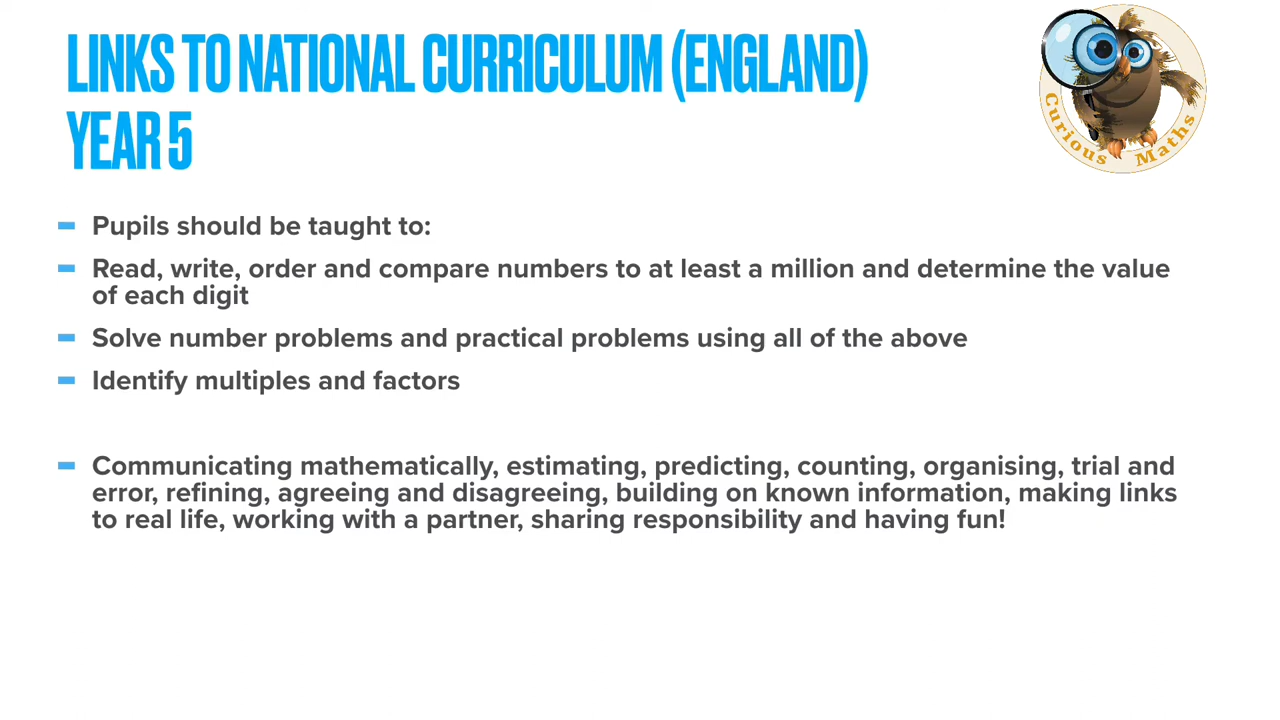 LINKS TO NATIONAL CURRICULUM (ENGLAND)
YEAR 5
Curious Maths
Pupils should be taught to:
Read, write, order and compare numbers to at least a million and determine the value
of each digit
Solve number problems and practical problems using all of the above
Identify multiples and factors
Communicating mathematically, estimating, predicting, counting, organising, trial and
error, refining, agreeing and disagreeing, building on known information, making links
to real life, working with a partner, sharing responsibility and having fun!